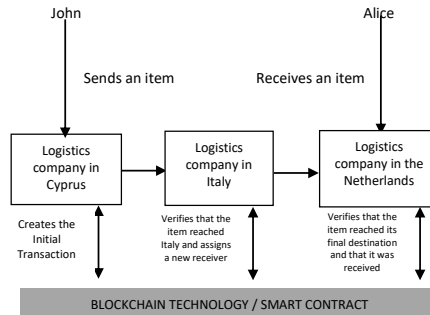 John
Alice
Sends an item
Receives an item
Logistics
company in
Cyprus
Logistics
company in
Italy
Logistics
company in the
Netherlands
Creates the
Initial
Transaction
Verifies that the
item reached
Italy and assigns
a new receiver
Verifies that the
item reached its
final destination
and that it was
received
BLOCKCHAIN TECHNOLOGY / SMART CONTRACT